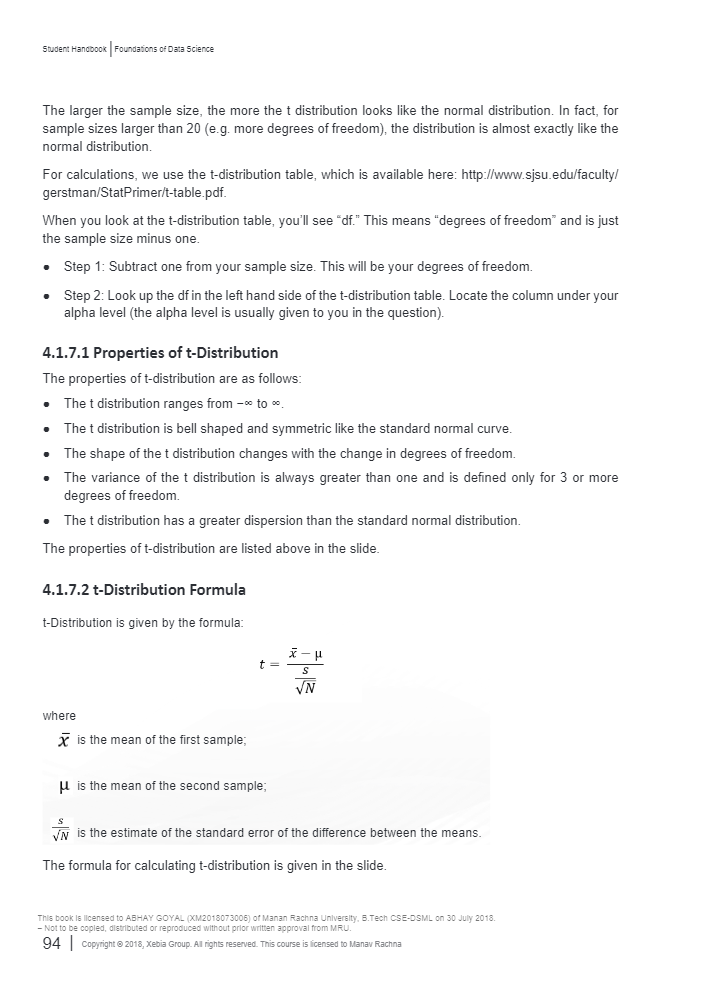 Student Handbook | Foundations of Data Science
The larger the sample size, the more the t distribution looks like the normal distribution. In fact, for
sample sizes larger than 20 (e.g. more degrees of freedom), the distribution is almost exactly like the
normal distribution.
For calculations, we use the t-distribution table, which is available here: http://www.sjsu.edu/faculty/
gerstman/StatPrimer/t-table.pdf.
When you look at the t-distribution table, you'll see “df.” This means “degrees of freedom” and is just
the sample size minus one.
• Step 1: Subtract one from your sample size. This will be your degrees of freedom.
• Step 2: Look up the df in the left hand side of the t-distribution table. Locate the column under your
alpha level (the alpha level is usually given to you in the question).
4.1.7.1 Properties of t-Distribution
The properties of t-distribution are as follows:
• The t distribution ranges from −∞ to ∞.
• The t distribution is bell shaped and symmetric like the standard normal curve.
• The shape of the t distribution changes with the change in degrees of freedom.
• The variance of the t distribution is always greater than one and is defined only for 3 or more
degrees of freedom.
• The t distribution has a greater dispersion than the standard normal distribution.
The properties of t-distribution are listed above in the slide.
4.1.7.2 t-Distribution Formula
t-Distribution is given by the formula:
x̄ − μ
t =
s
√N
where
x̄ is the mean of the first sample;
μ is the mean of the second sample;
s
√N is the estimate of the standard error of the difference between the means.
The formula for calculating t-distribution is given in the slide.
This book is licensed to ABHAY GOYAL (XM2018073006) of Manan Rachna University, B.Tech CSE-DSML on 30 July 2018.
– Not to be copied, distributed or reproduced without prior written approval from MRU.
94 | Copyright © 2018, Xebia Group. All rights reserved. This course is licensed to Manav Rachna